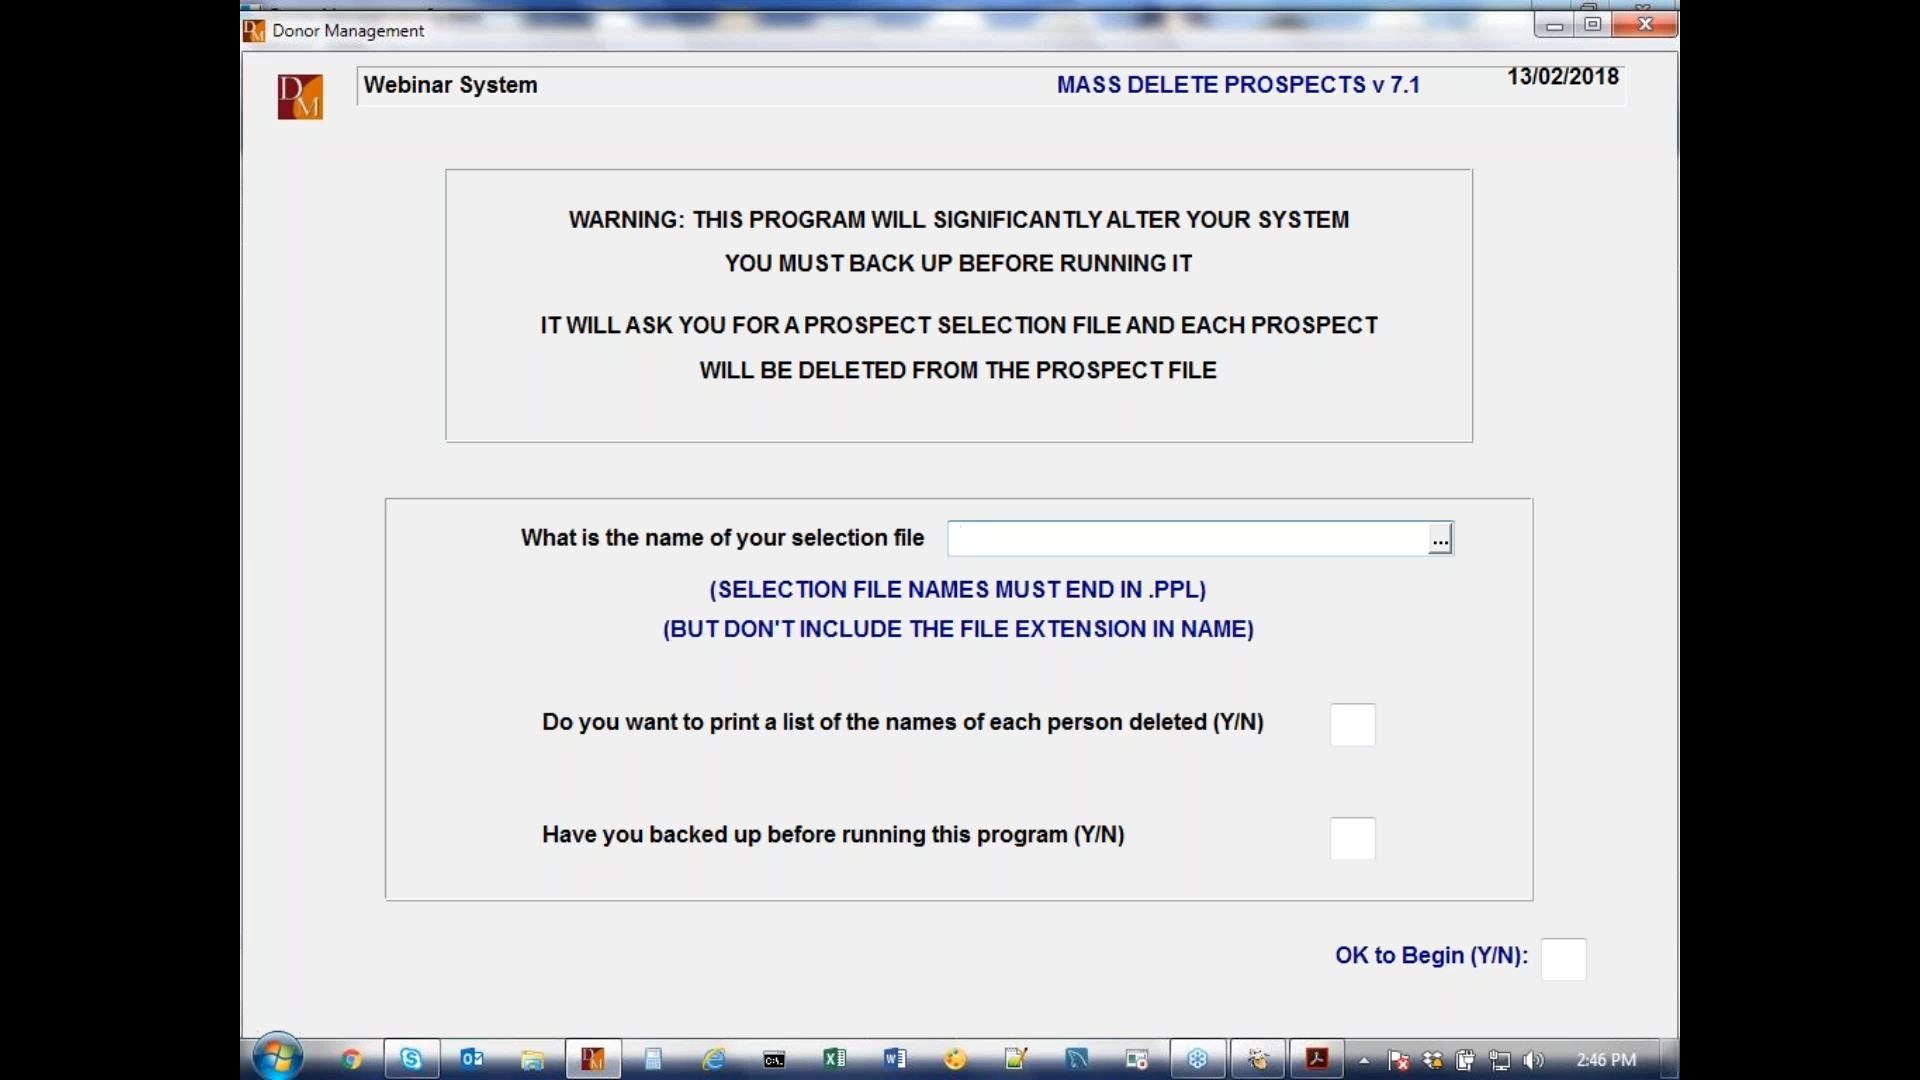 Donor Management
DM
Webinar System
MASS DELETE PROSPECTS v 7.1
13/02/2018
WARNING: THIS PROGRAM WILL SIGNIFICANTLY ALTER YOUR SYSTEM
YOU MUST BACK UP BEFORE RUNNING IT
IT WILL ASK YOU FOR A PROSPECT SELECTION FILE AND EACH PROSPECT
WILL BE DELETED FROM THE PROSPECT FILE
What is the name of your selection file
...
(SELECTION FILE NAMES MUST END IN .PPL)
(BUT DON'T INCLUDE THE FILE EXTENSION IN NAME)
Do you want to print a list of the names of each person deleted (Y/N)
Have you backed up before running this program (Y/N)
OK to Begin (Y/N):
2:46 PM